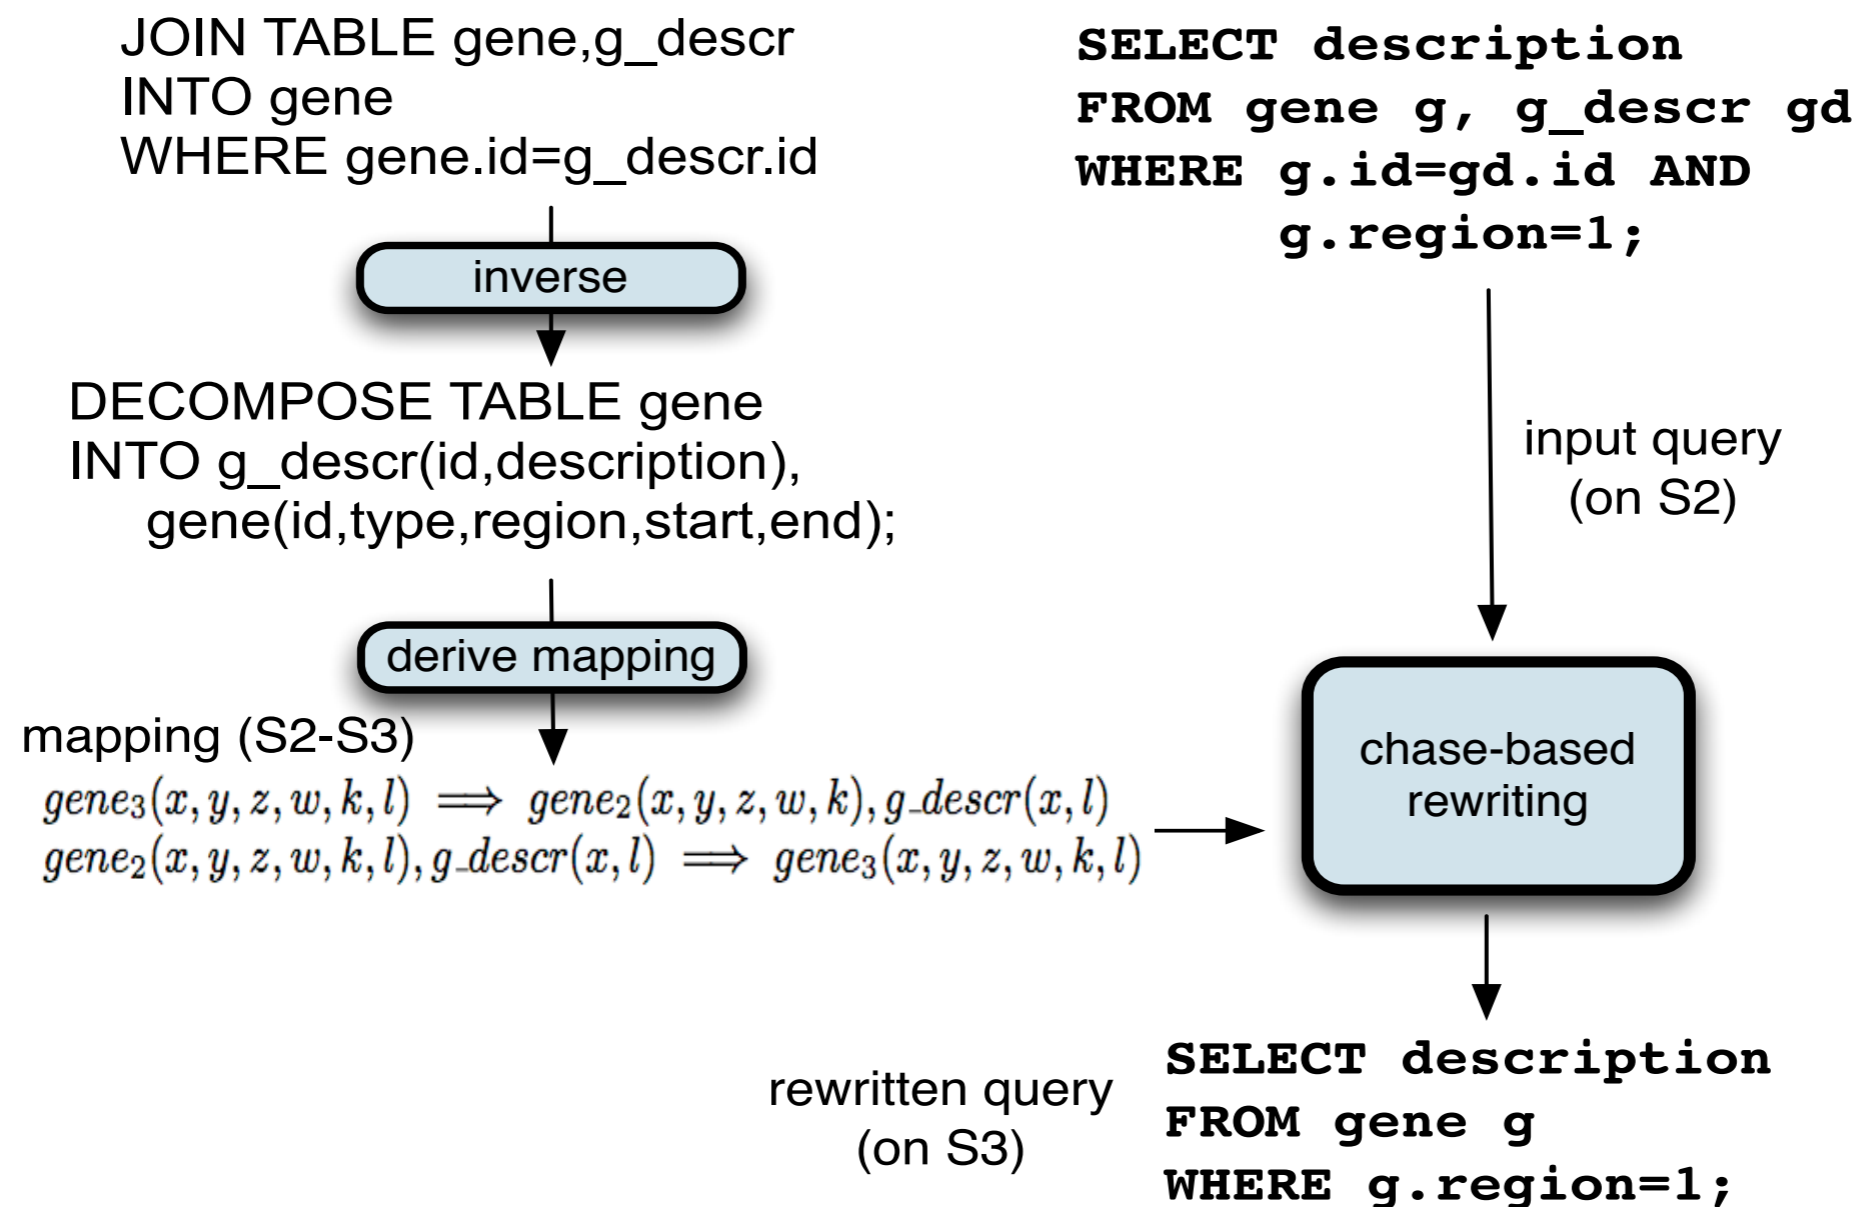 JOIN TABLE gene,g_descr
INTO gene
WHERE gene.id=g_descr.id
inverse
DECOMPOSE TABLE gene
INTO g_descr(id,description),
gene(id,type,region,start,end);
derive mapping
mapping (S2-S3)
gene₃(x, y, z, w, k, l) ⟹ gene₂(x, y, z, w, k), g_descr(x, l)
gene₂(x, y, z, w, k, l), g_descr(x, l) ⟹ gene₃(x, y, z, w, k, l)
SELECT description
FROM gene g, g_descr gd
WHERE g.id=gd.id AND
g.region=1;
input query
(on S2)
chase-based
rewriting
rewritten query
(on S3)
SELECT description
FROM gene g
WHERE g.region=1;